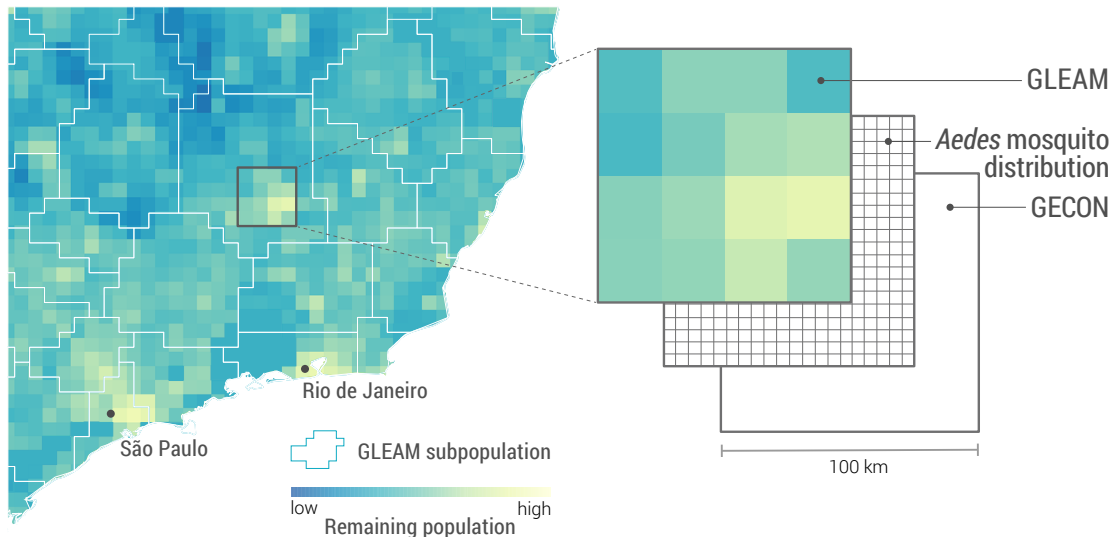 GLEAM
Aedes mosquito
distribution
GECON
Rio de Janeiro
São Paulo
GLEAM subpopulation
low
high
Remaining population
100 km